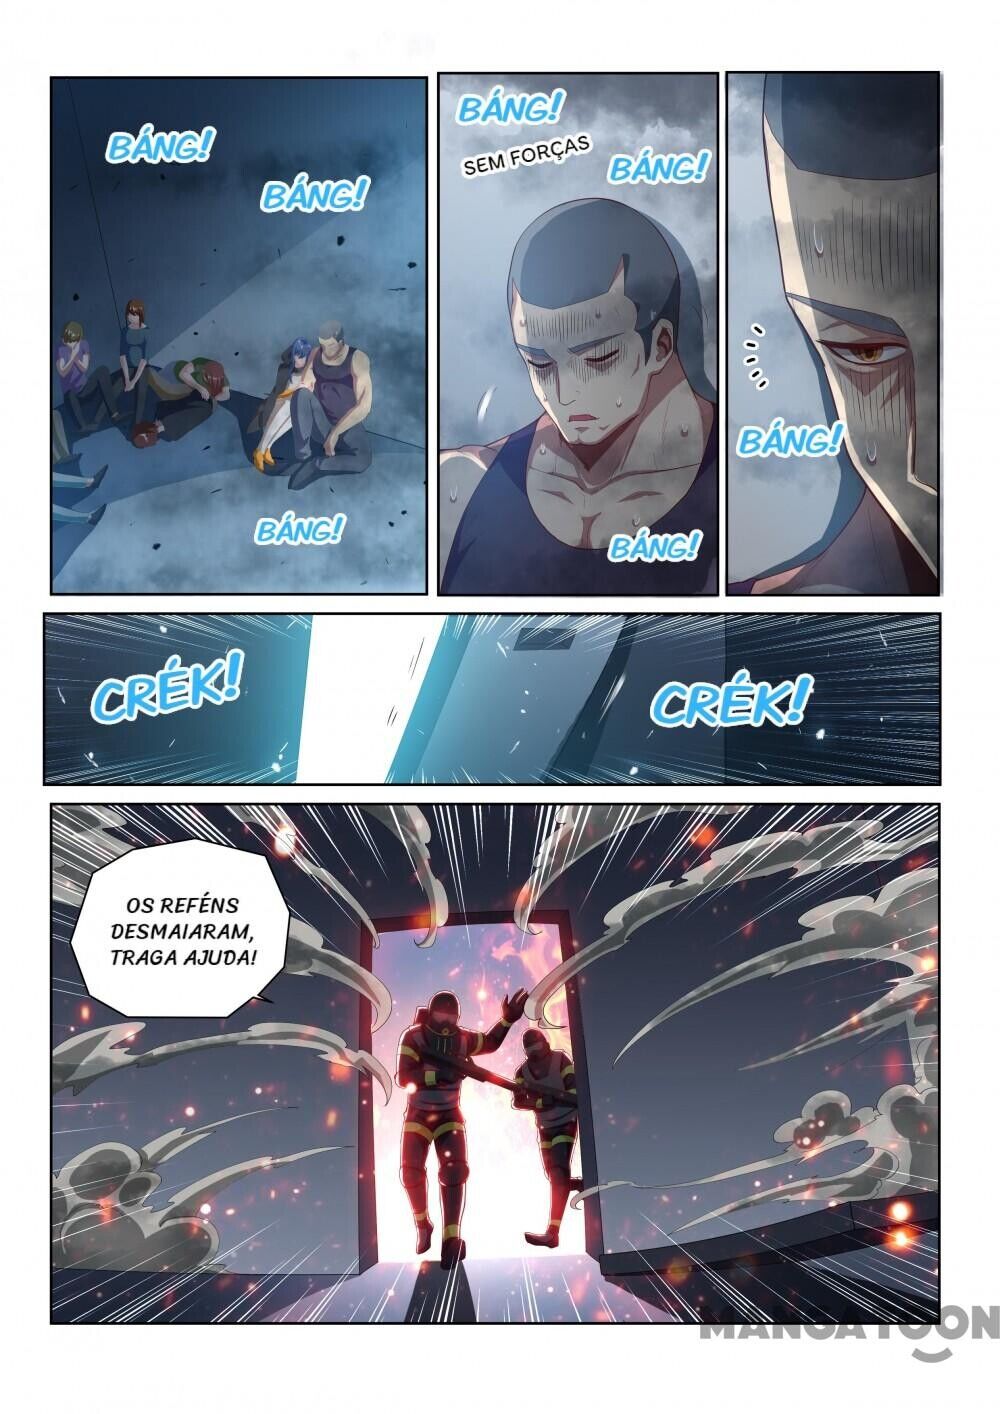 BÁNG!
BÁNG!
BÁNG!
BÁNG!
SEM FORÇAS
BÁNG!
BÁNG!
BÁNG!
CRÉK!
CRÉK!
OS REFÉNS
DESMAIARAM,
TRAGA AJUDA!
MANGATOON